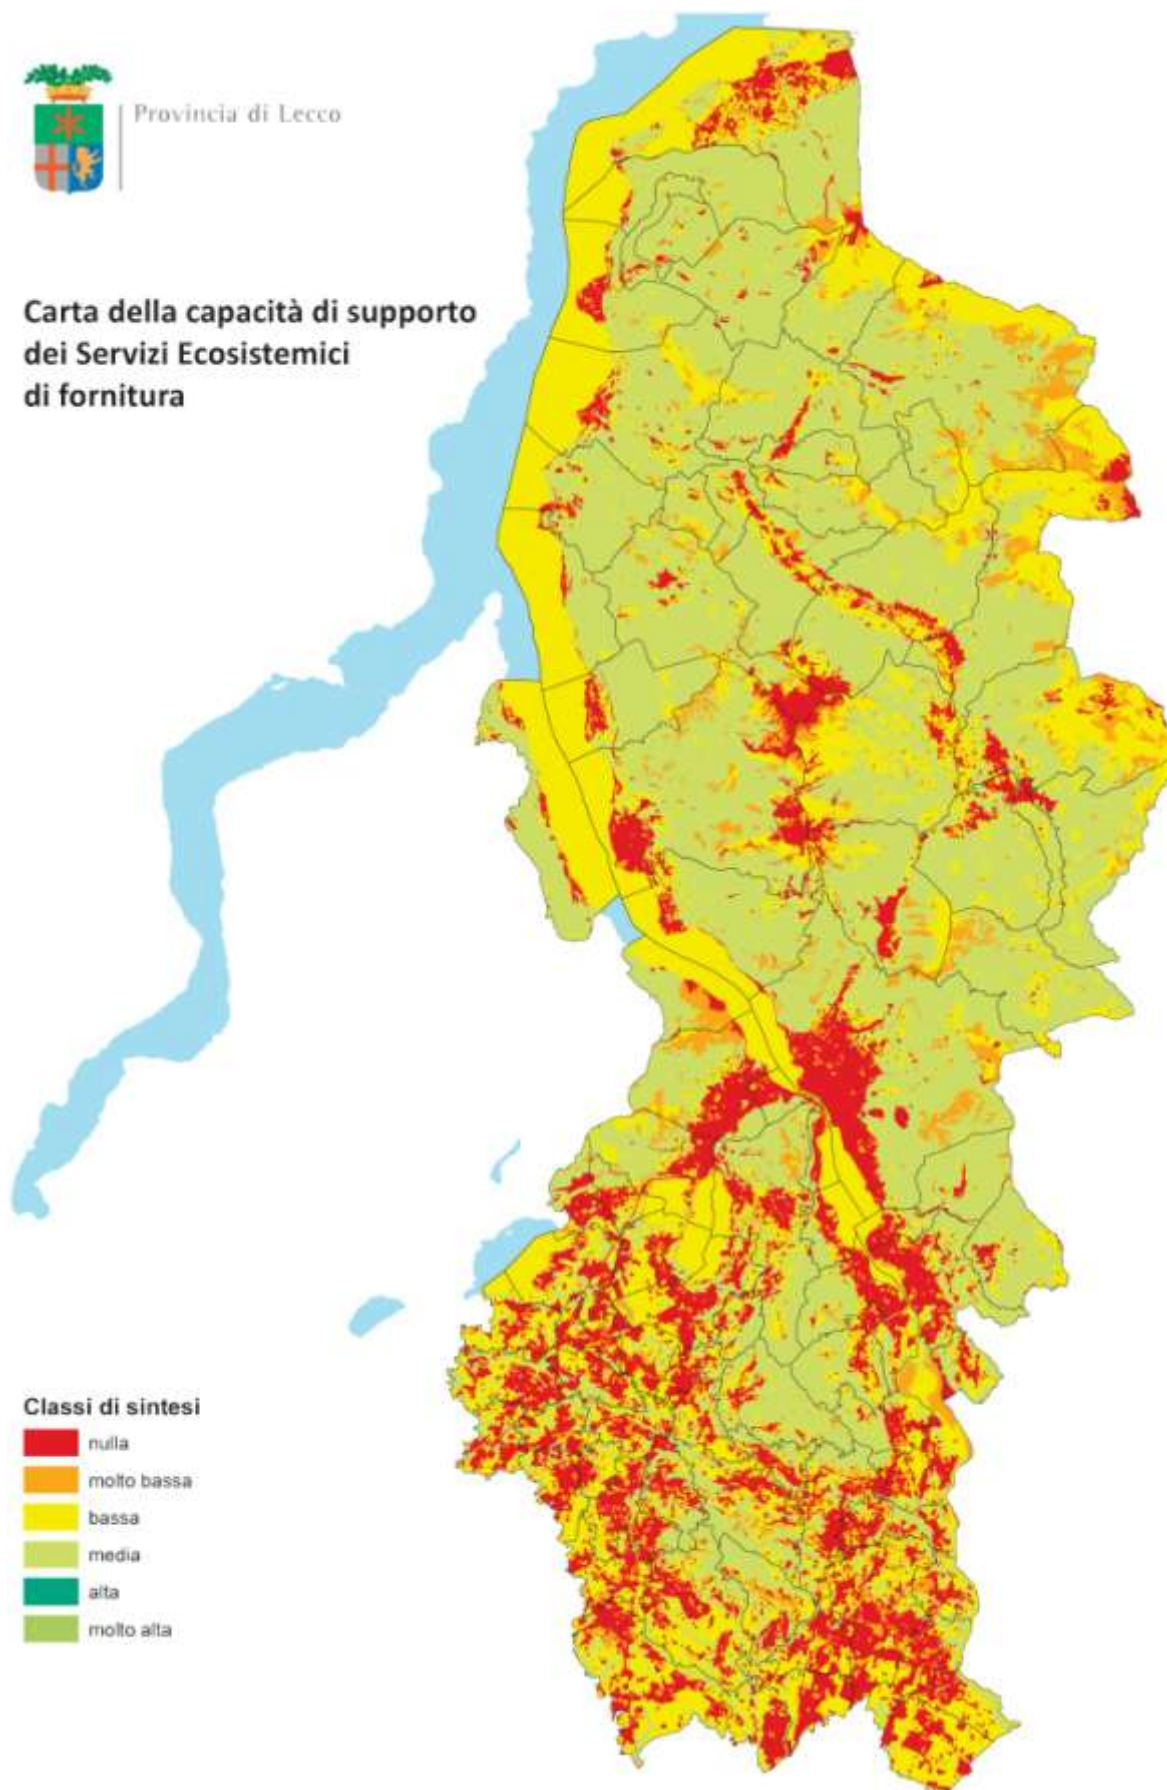 Provincia di Lecco
Carta della capacità di supporto
dei Servizi Ecosistemici
di fornitura
Classi di sintesi
nulla
molto bassa
bassa
media
alta
molto alta